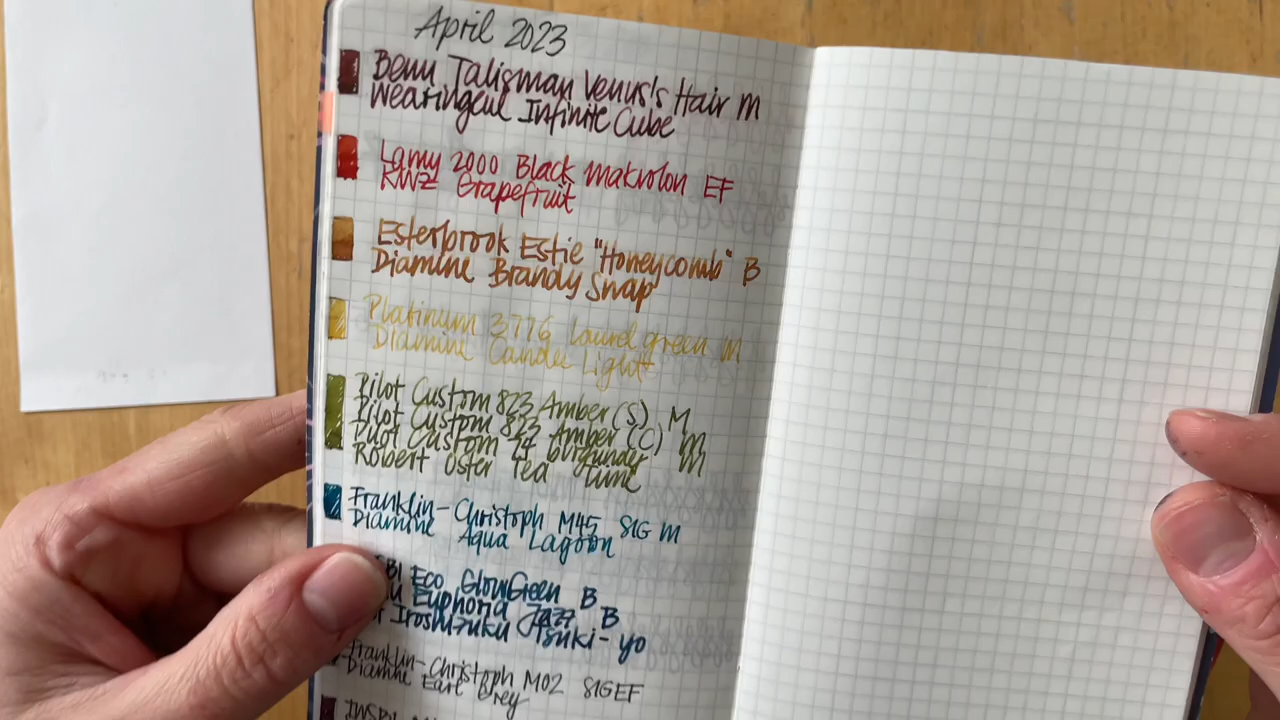 April 2023
Benu Talisman Venus's Hair M
Wearingeul Infinite Cube
Lamy 2000 Black Makrolon EF
KWZ Grapefruit
Esterbrook Estie "Honeycomb" B
Diamine Brandy Snap
Platinum 3776 Laurel green M
Diamine Candle Light
Pilot Custom 823 Amber (S) M
Pilot Custom 823 Amber (C) M
Pilot Custom 74 burgundy M
Robert Oster Tea Time
Franklin-Christoph M45 SIG M
Diamine Aqua Lagoon
SBI Eco GlowGreen B
Euphoria Jazz B
Iroshizuku Tsuki-yo
Franklin-Christoph M02 SIG EF
Diamine Earl Grey